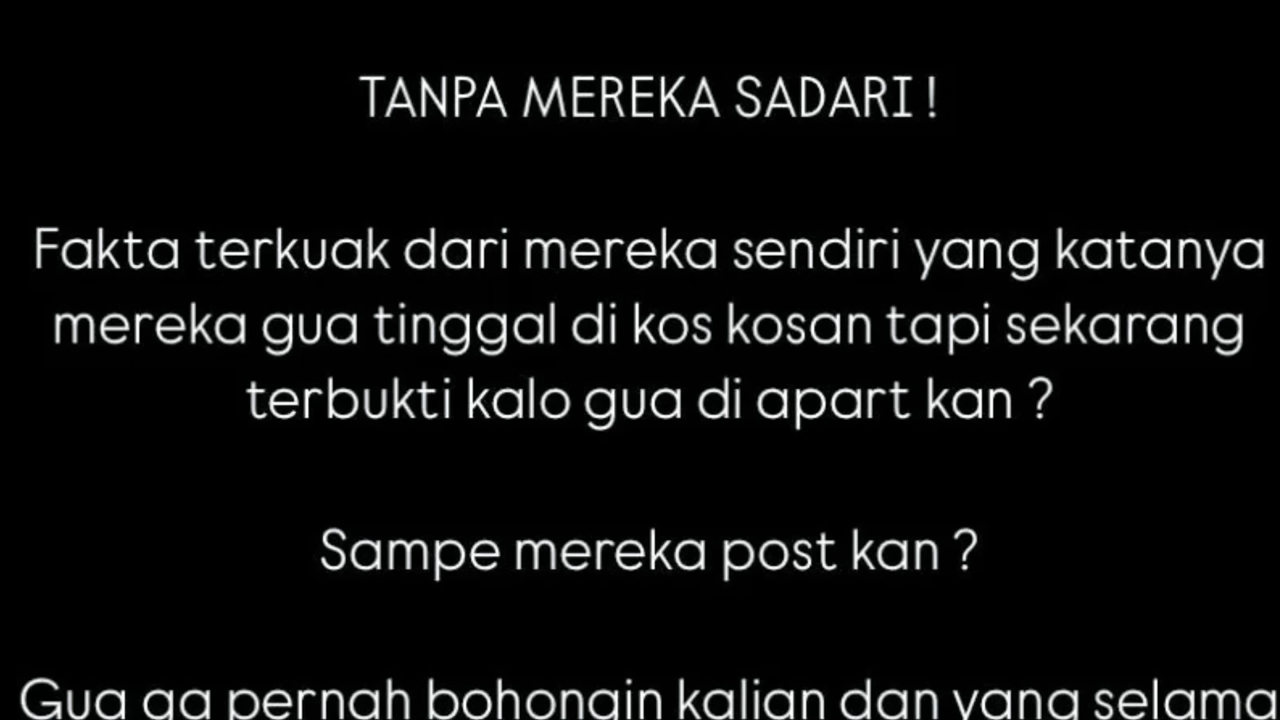 TANPA MEREKA SADARI !
Fakta terkuak dari mereka sendiri yang katanya
mereka gua tinggal di kos kosan tapi sekarang
terbukti kalo gua di apart kan ?
Sampe mereka post kan ?
Gua ga pernah bohongin kalian dan yang selama